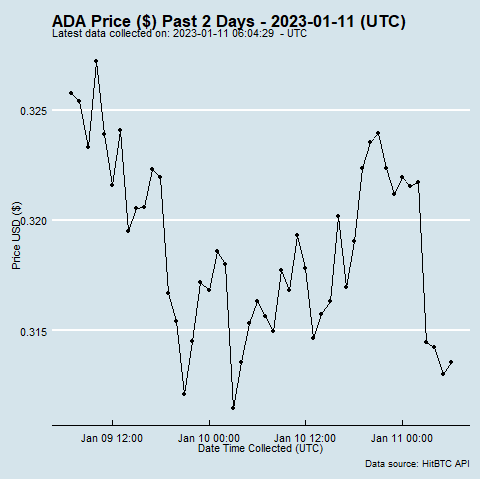 ADA Price ($) Past 2 Days - 2023-01-11 (UTC)
Latest data collected on: 2023-01-11 06:04:29  - UTC
0.325
0.320
0.315
Price USD ($)
Jan 09 12:00
Jan 10 00:00
Jan 10 12:00
Jan 11 00:00
Date Time Collected (UTC)
Data source: HitBTC API